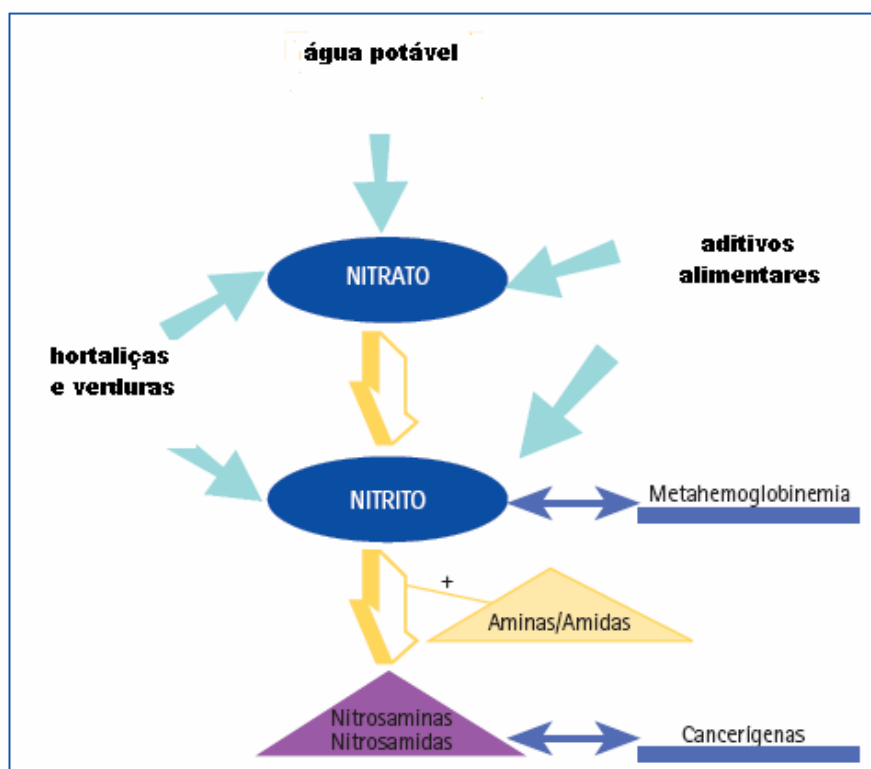 água potável
NITRATO
aditivos
alimentares
hortaliças
e verduras
NITRITO
Metahemoglobinemia
+
Aminas/Amidas
Nitrosaminas
Nitrosamidas
Cancerígenas